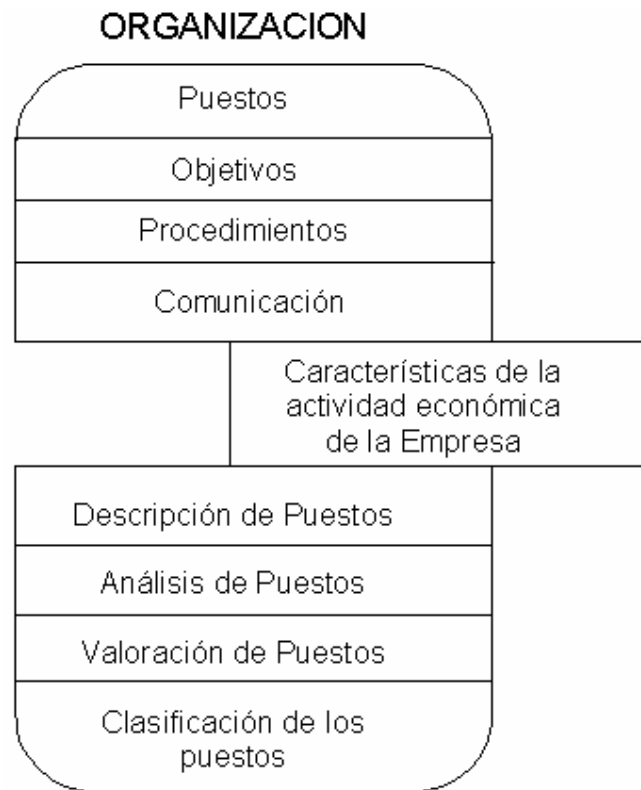 ORGANIZACION
Puestos
Objetivos
Procedimientos
Comunicación
Características de la
actividad económica
de la Empresa
Descripción de Puestos
Análisis de Puestos
Valoración de Puestos
Clasificación de los
puestos